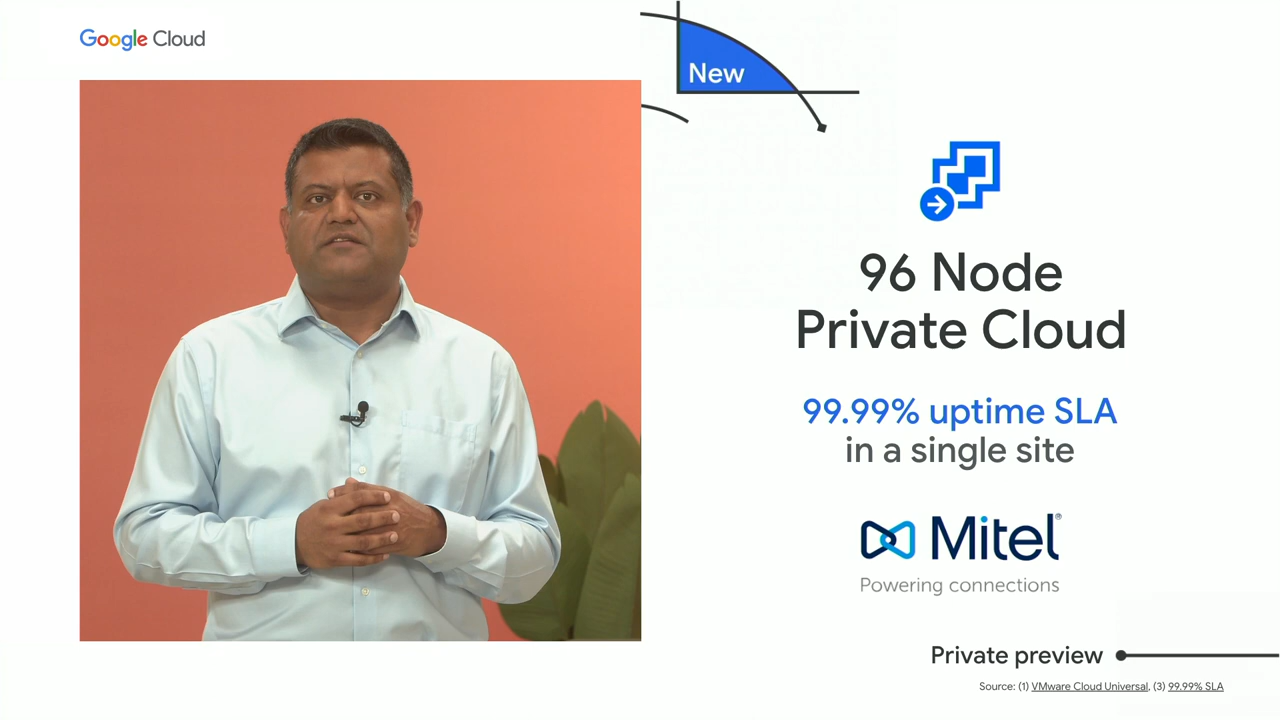 Google Cloud
New
96 Node
Private Cloud
99.99% uptime SLA
in a single site
Mitel®
Powering connections
Private preview
Source: (1) VMware Cloud Universal, (3) 99.99% SLA